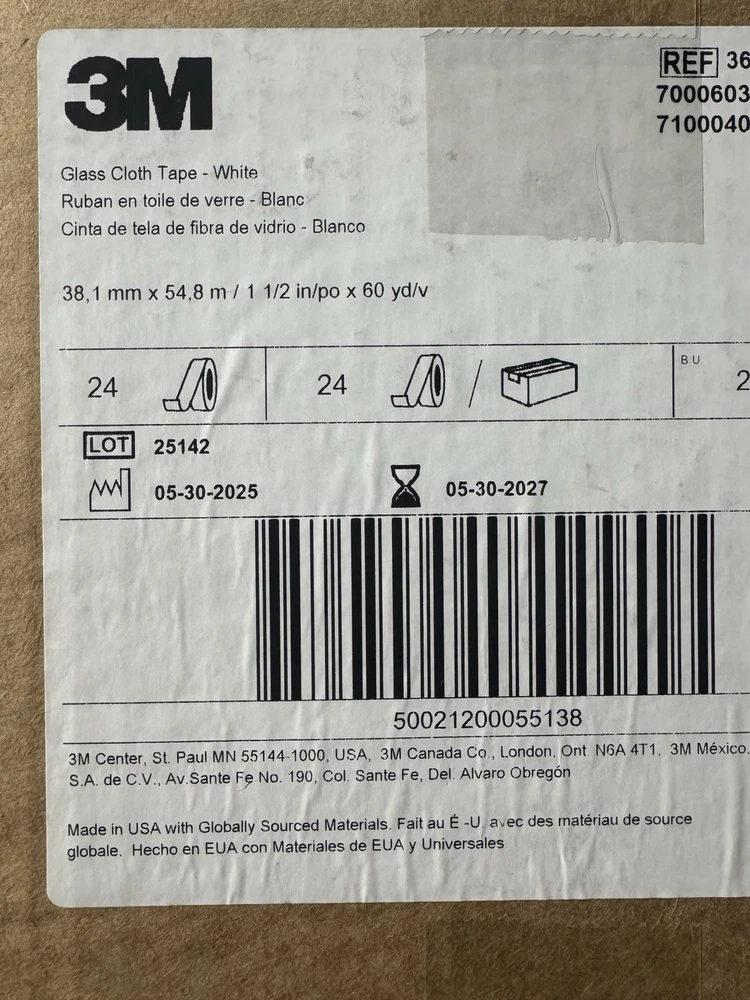 3M
REF 36
7000603
7100040
Glass Cloth Tape - White
Ruban en toile de verre - Blanc
Cinta de tela de fibra de vidrio - Blanco
38,1 mm x 54,8 m / 1 1/2 in/po x 60 yd/v
24 24 / B U 2
LOT 25142
05-30-2025 05-30-2027
50021200055138
3M Center, St. Paul MN 55144-1000, USA, 3M Canada Co., London, Ont. N6A 4T1, 3M México.
S.A. de C.V., Av.Sante Fe No. 190, Col. Sante Fe, Del. Alvaro Obregón
Made in USA with Globally Sourced Materials. Fait au É -U. avec des matériau de source
globale. Hecho en EUA con Materiales de EUA y Universales